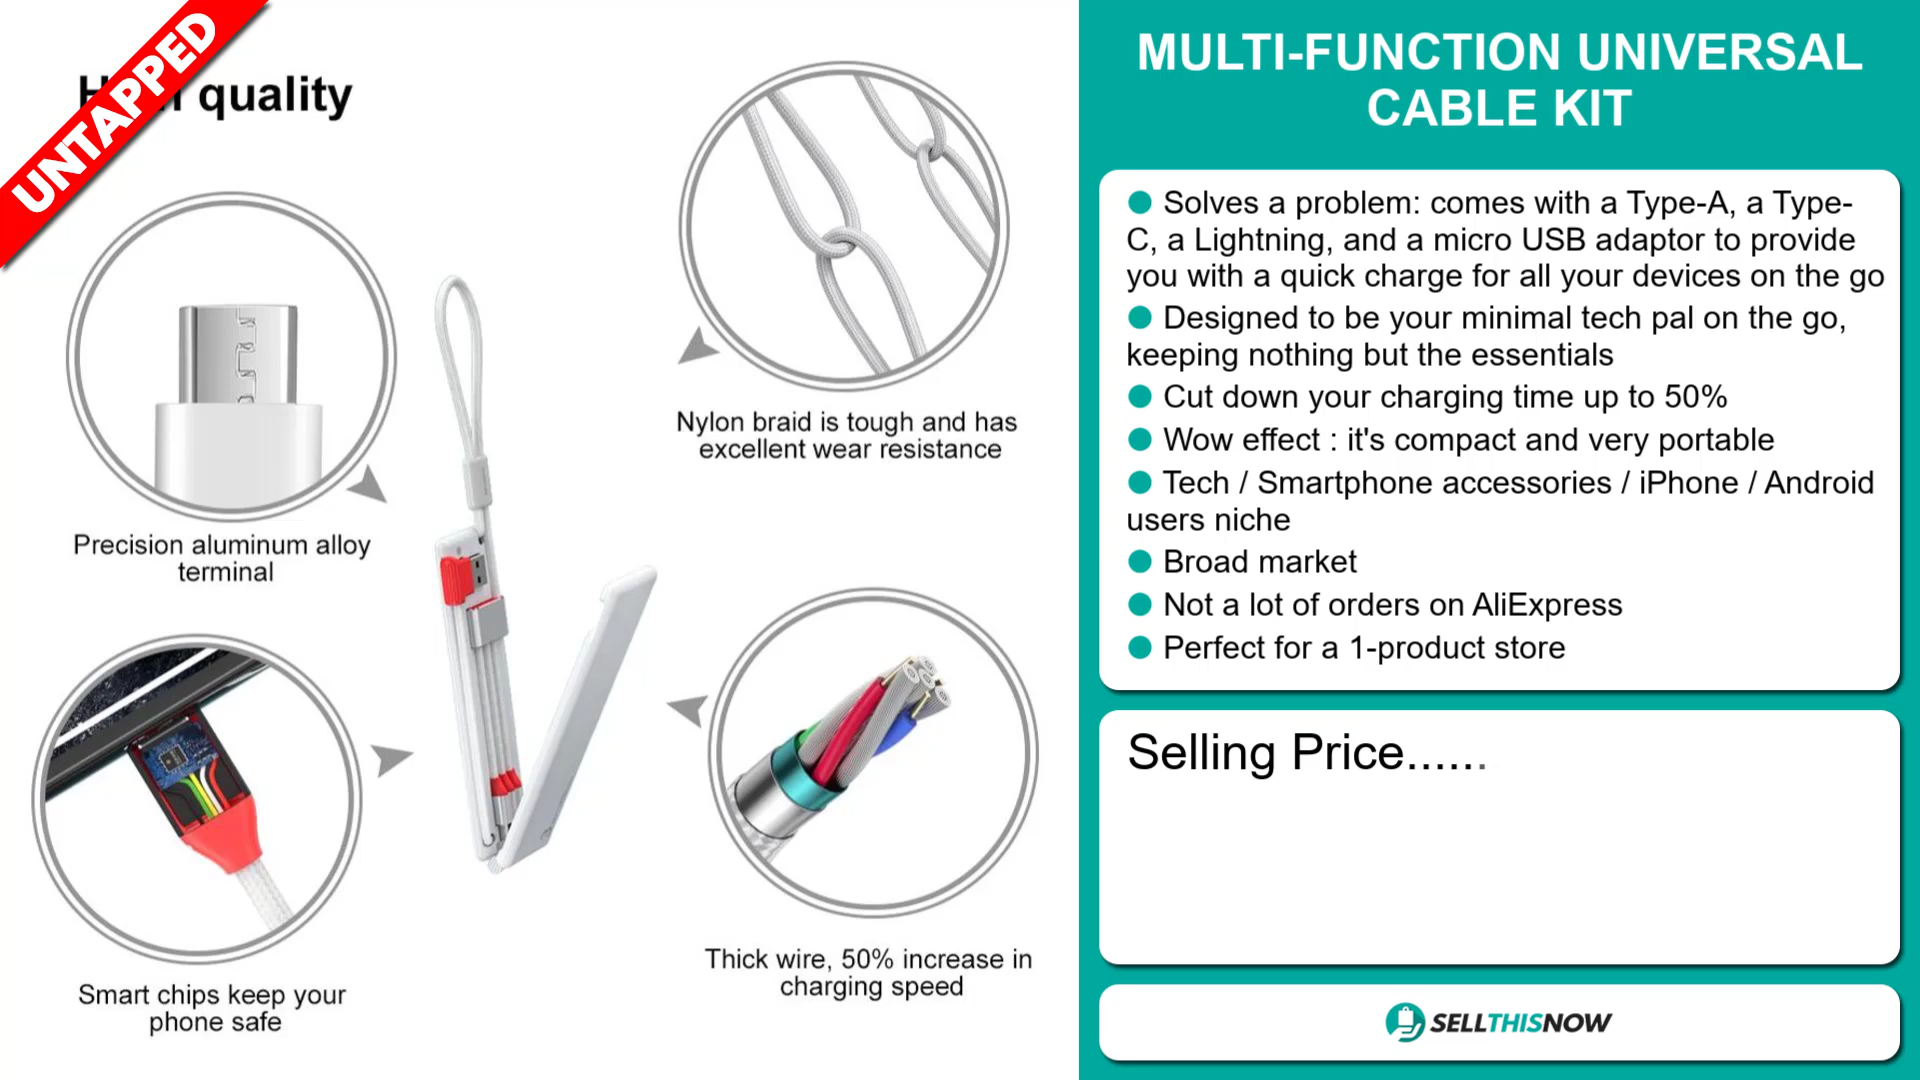 UNTAPPED
quality
Precision aluminum alloy
terminal
Smart chips keep your
phone safe
Nylon braid is tough and has
excellent wear resistance
Thick wire, 50% increase in
charging speed
MULTI-FUNCTION UNIVERSAL
CABLE KIT
● Solves a problem: comes with a Type-A, a Type-
C, a Lightning, and a micro USB adaptor to provide
you with a quick charge for all your devices on the go
● Designed to be your minimal tech pal on the go,
keeping nothing but the essentials
● Cut down your charging time up to 50%
● Wow effect : it's compact and very portable
● Tech / Smartphone accessories / iPhone / Android
users niche
● Broad market
● Not a lot of orders on AliExpress
● Perfect for a 1-product store
Selling Price......
SELLTHISNOW